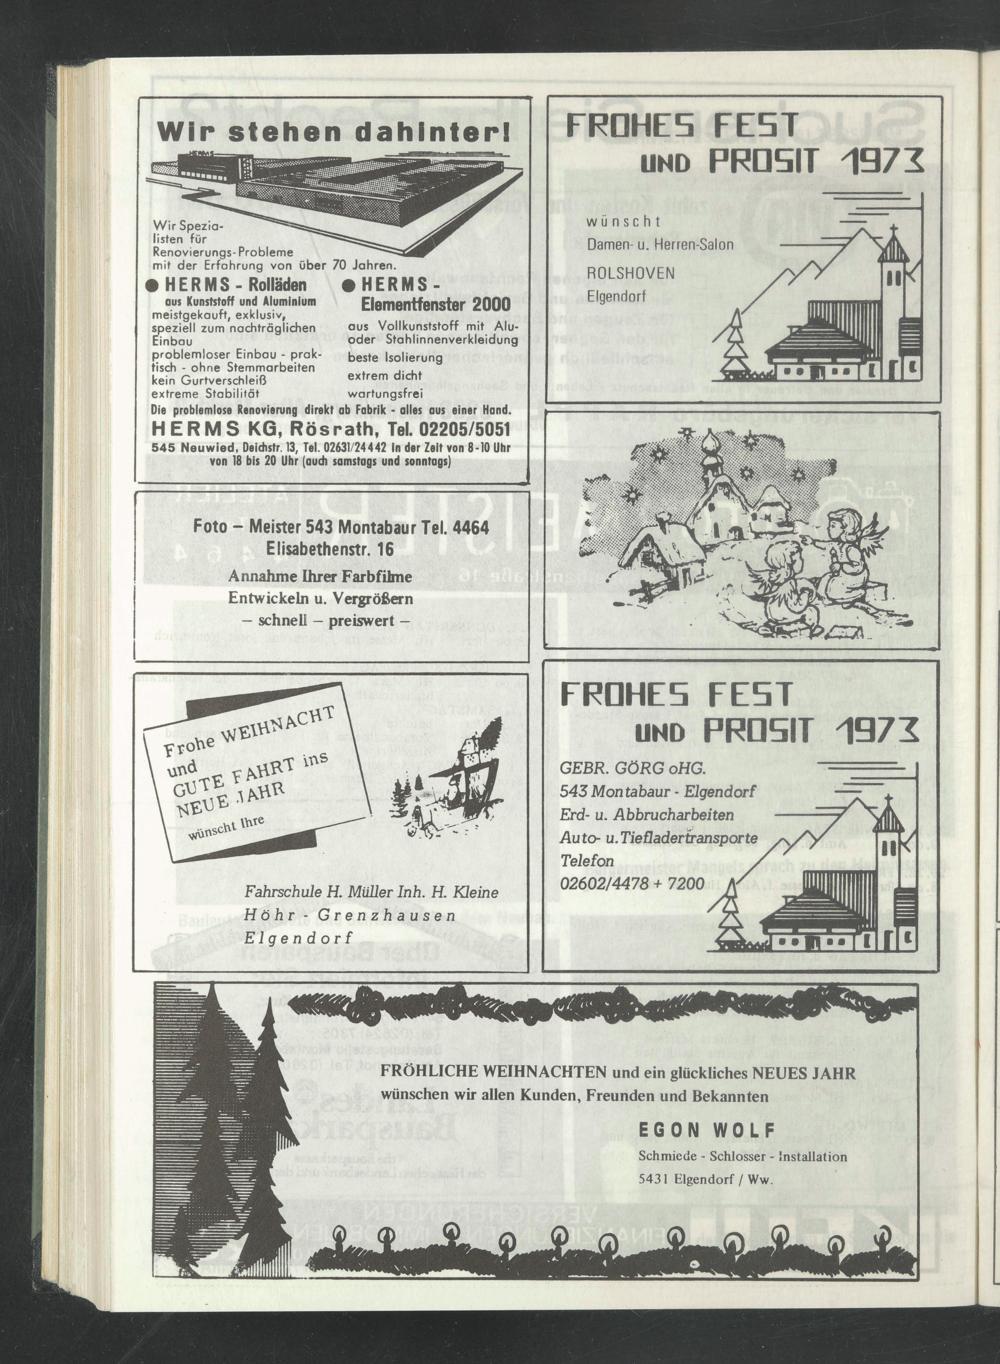 Wir stehen dahinter!
HERMS
Wir Spezia-
listen für
Renovierungs-Probleme
mit der Erfahrung von über 70 Jahren.
● HERMS - Rolläden
aus Kunststoff und Aluminium
meistgekauft, exklusiv,
speziell zum nachträglichen
Einbau
problemloser Einbau - prak-
tisch - ohne Stemmarbeiten
kein Gurtverschleiß
extreme Stabilität
● HERMS -
Elementfenster 2000
aus Vollkunststoff mit Alu-
oder Stahlinnenverkleidung
beste Isolierung
extrem dicht
wartungsfrei
Die problemlose Renovierung direkt ab Fabrik - alles aus einer Hand.
HERMS KG, Rösrath, Tel. 02205/5051
545 Neuwied, Deichstr. 13, Tel. 02631/24442 in der Zeit von 8-10 Uhr
von 18 bis 20 Uhr (auch samstags und sonntags)
FROHES FEST
UND PROSIT 1973
wünscht
Damen- u. Herren-Salon
ROLSHOVEN
Elgendorf
Foto – Meister 543 Montabaur Tel. 4464
Elisabethenstr. 16
Annahme Ihrer Farbfilme
Entwickeln u. Vergrößern
– schnell – preiswert –
Frohe WEIHNACHT
und
GUTE FAHRT ins
NEUE JAHR
wünscht Ihre
Fahrschule H. Müller Inh. H. Kleine
Höhr - Grenzhausen
Elgendorf
FROHES FEST
UND PROSIT 1973
GEBR. GÖRG oHG.
543 Montabaur - Elgendorf
Erd- u. Abbrucharbeiten
Auto- u. Tiefladertransporte
Telefon
02602/4478 + 7200
FRÖHLICHE WEIHNACHTEN und ein glückliches NEUES JAHR
wünschen wir allen Kunden, Freunden und Bekannten
EGON WOLF
Schmiede - Schlosser - Installation
5431 Elgendorf / Ww.